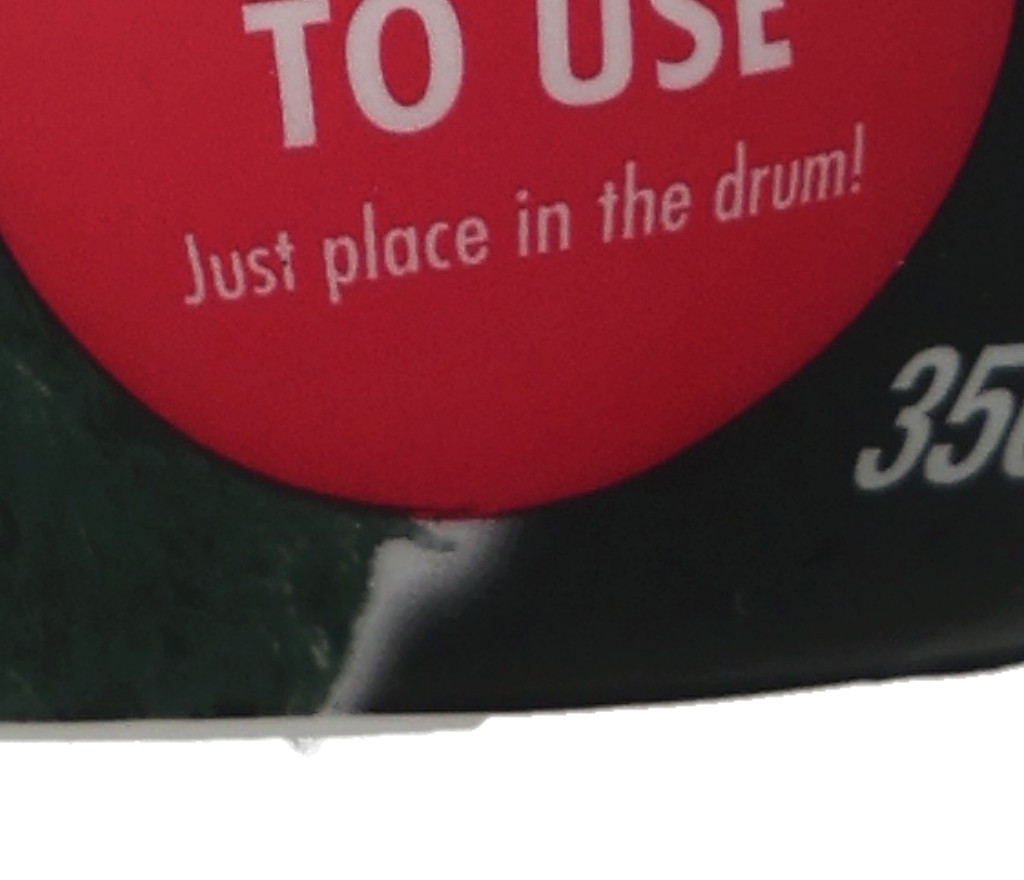 TO USE
Just place in the drum!